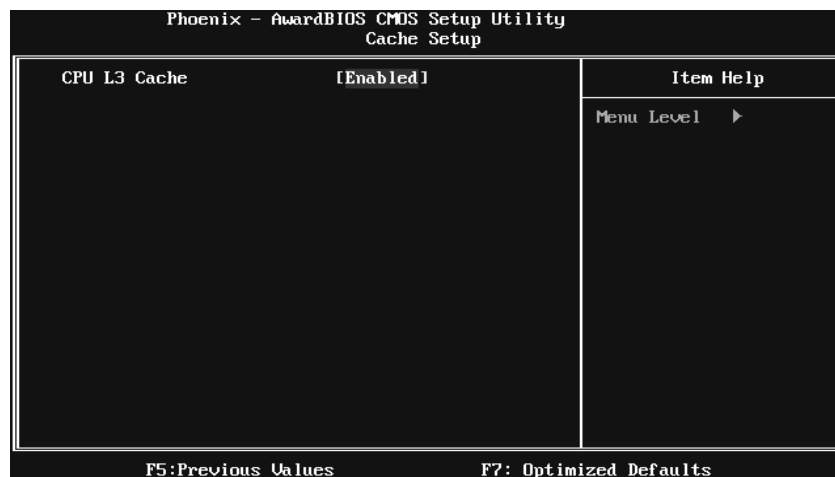 Phoenix - AwardBIOS CMOS Setup Utility
Cache Setup
CPU L3 Cache [Enabled]
Item Help
Menu Level ▶
F5:Previous Values F7: Optimized Defaults